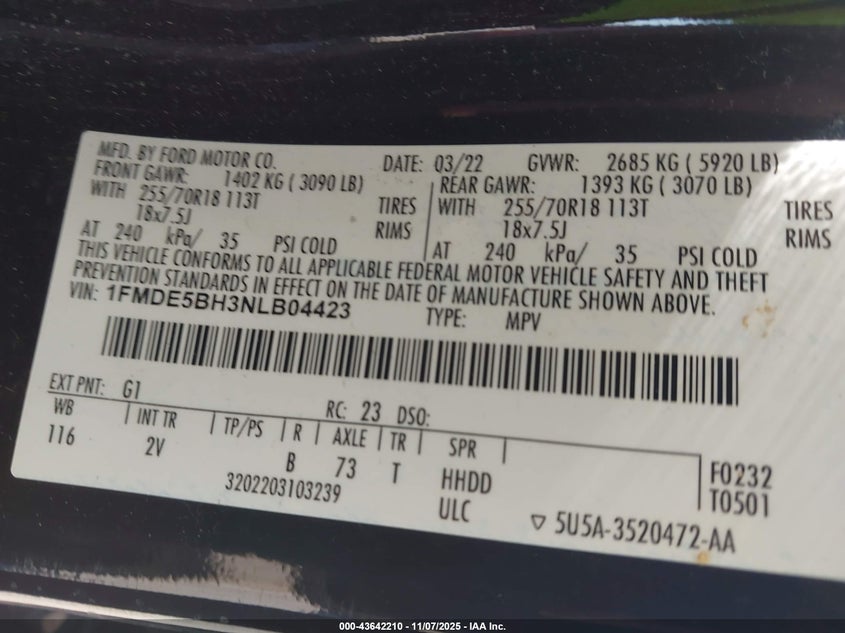 MFD. BY FORD MOTOR CO. DATE: 03/22 GVWR: 2685 KG ( 5920 LB)
FRONT GAWR: 1402 KG ( 3090 LB) REAR GAWR: 1393 KG ( 3070 LB)
WITH 255/70R18 113T TIRES WITH 255/70R18 113T TIRES
18x7.5J RIMS 18x7.5J RIMS
AT 240 kPa/ 35 PSI COLD AT 240 kPa/ 35 PSI COLD
THIS VEHICLE CONFORMS TO ALL APPLICABLE FEDERAL MOTOR VEHICLE SAFETY AND THEFT
PREVENTION STANDARDS IN EFFECT ON THE DATE OF MANUFACTURE SHOWN ABOVE.
VIN: 1FMDE5BH3NLB04423 TYPE: MPV
EXT PNT: G1 RC: 23 DSO:
WB INT TR TP/PS R AXLE TR SPR
116 2V B 73 T HHDD F0232
3202203103239 ULC T0501
▽ 5U5A-3520472-AA
000-43642210 - 11/07/2025 - IAA Inc.